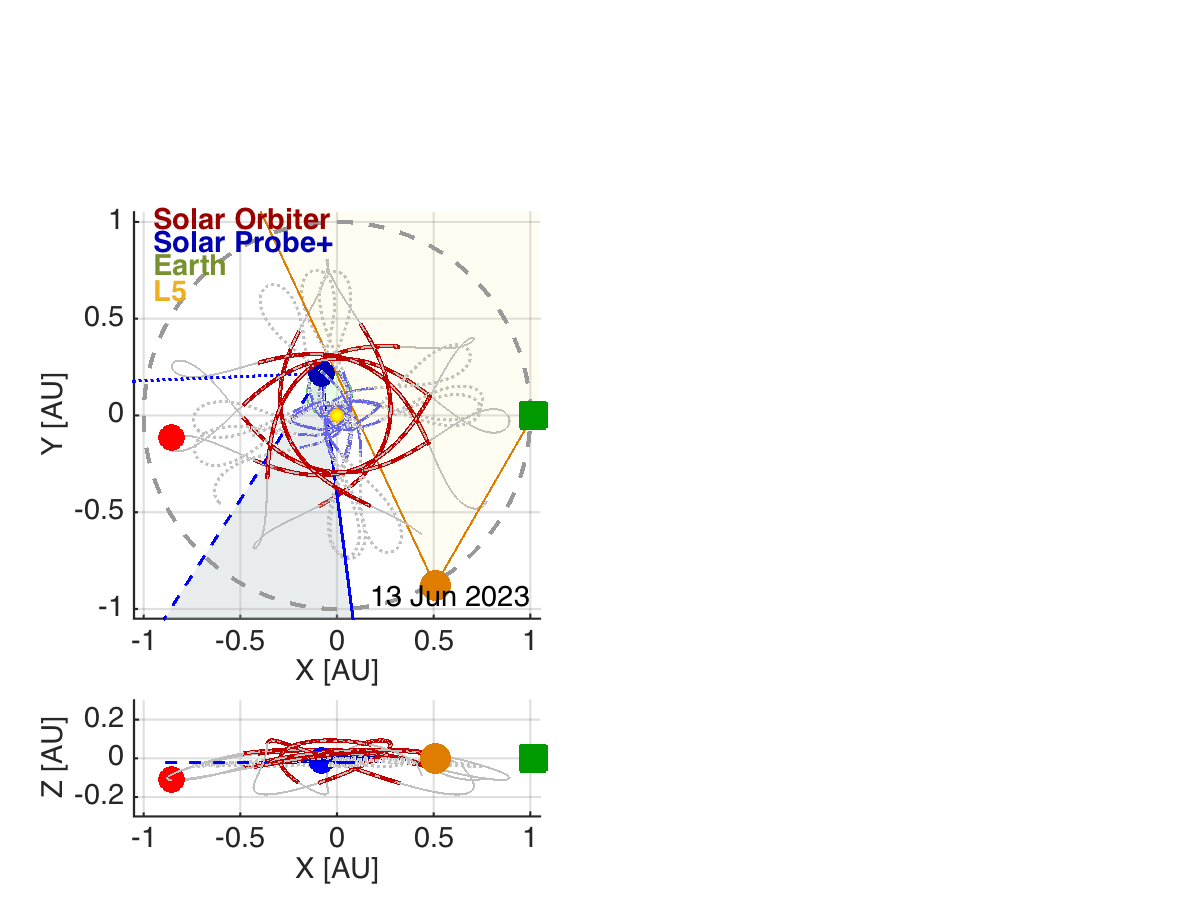 Solar Orbiter
Solar Probe+
Earth
L5
1
0.5
0
-0.5
-1
Y [AU]
13 Jun 2023
-1 -0.5 0 0.5 1
X [AU]
0.2
0
-0.2
Z [AU]
-1 -0.5 0 0.5 1
X [AU]